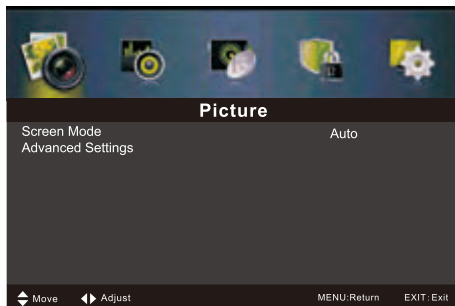 Picture
Screen Mode Auto
Advanced Settings
Move Adjust MENU:Return EXIT:Exit